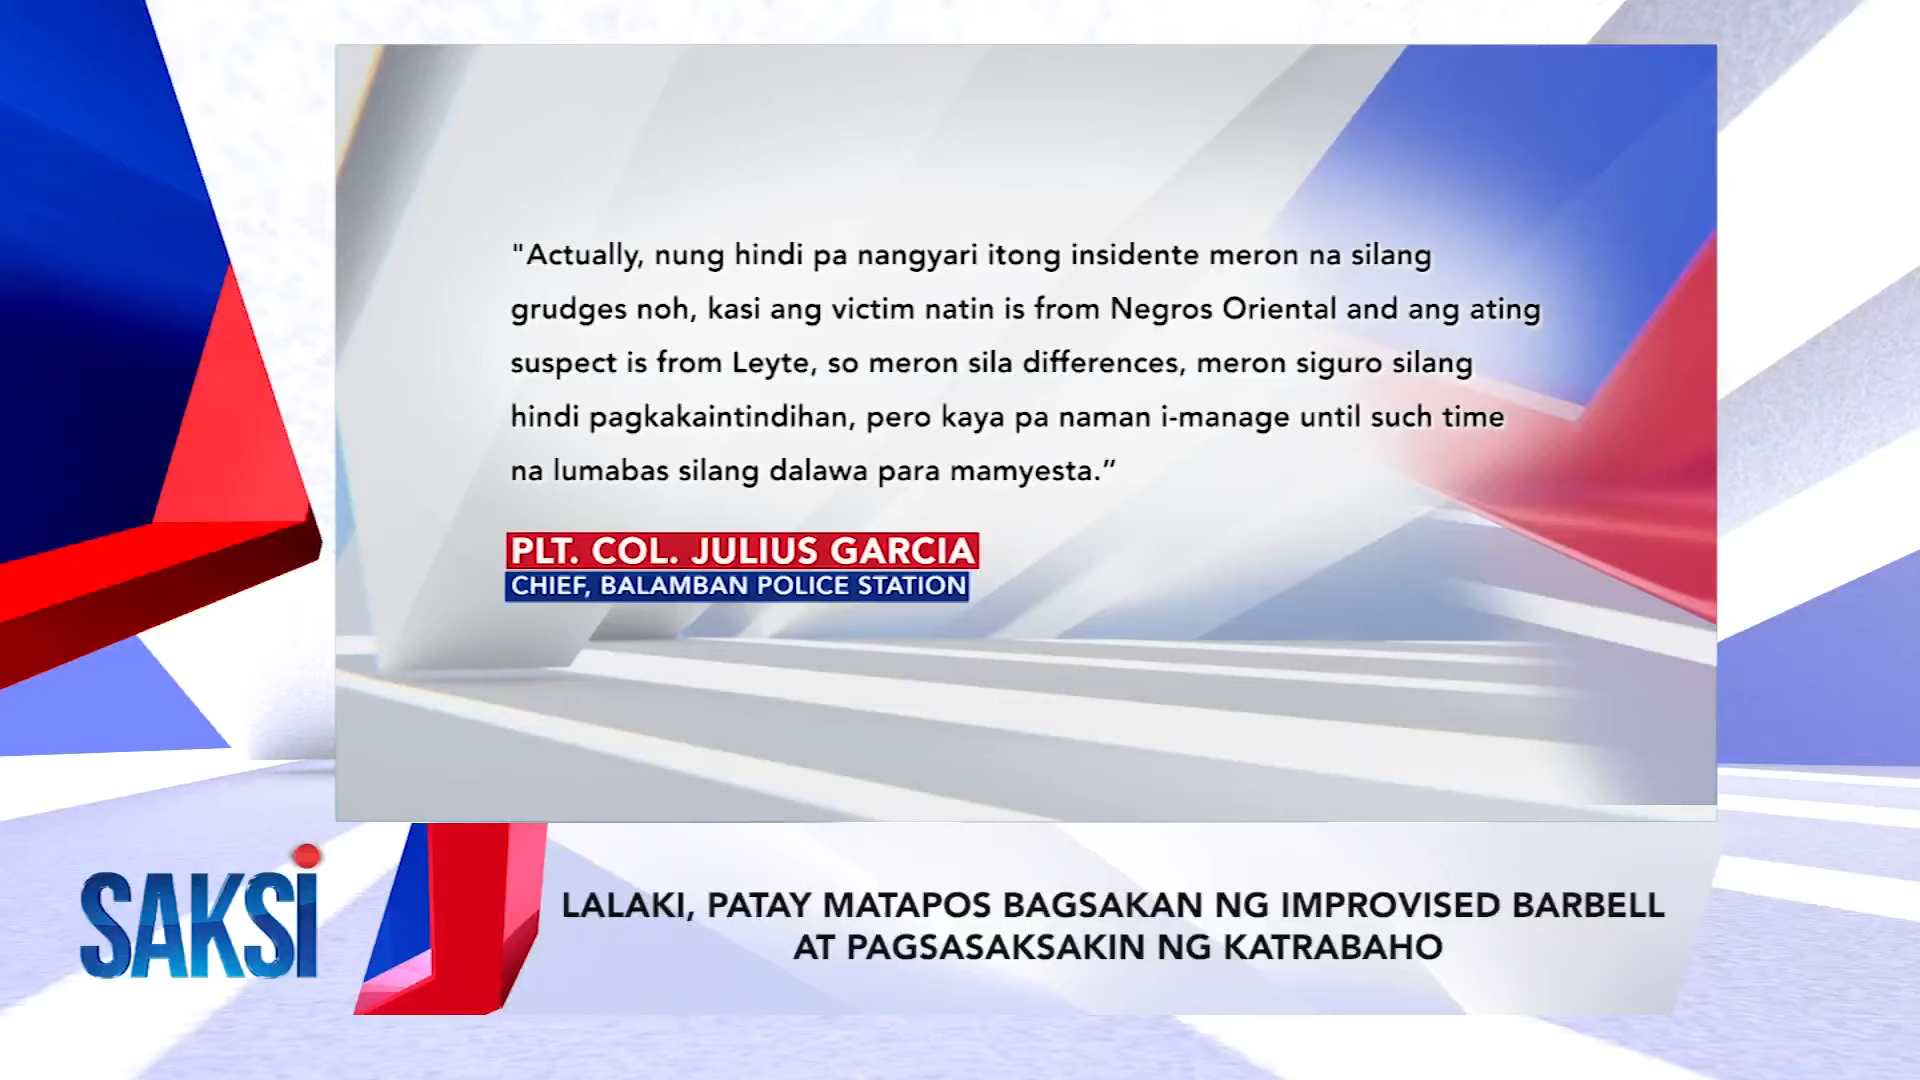 "Actually, nung hindi pa nangyari itong insidente meron na silang
grudges noh, kasi ang victim natin is from Negros Oriental and ang ating
suspect is from Leyte, so meron sila differences, meron siguro silang
hindi pagkakaintindihan, pero kaya pa naman i-manage until such time
na lumabas silang dalawa para mamyesta.”
PLT. COL. JULIUS GARCIA
CHIEF, BALAMBAN POLICE STATION
SAKSi
LALAKI, PATAY MATAPOS BAGSAKAN NG IMPROVISED BARBELL
AT PAGSASAKSAKIN NG KATRABAHO